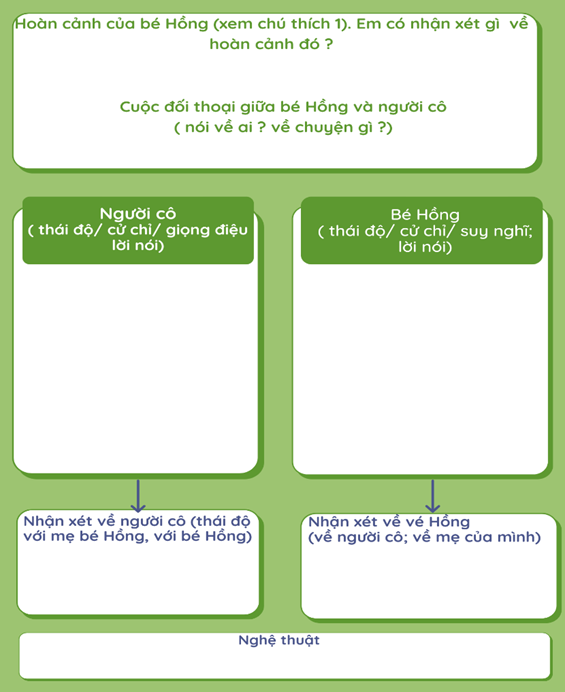 Hoàn cảnh của bé Hồng (xem chú thích 1). Em có nhận xét gì về
hoàn cảnh đó ?
Cuộc đối thoại giữa bé Hồng và người cô
( nói về ai ? về chuyện gì ?)
Người cô
( thái độ/ cử chỉ/ giọng điệu
lời nói)
Bé Hồng
( thái độ/ cử chỉ/ suy nghĩ;
lời nói)
Nhận xét về người cô (thái độ
với mẹ bé Hồng, với bé Hồng)
Nhận xét về vé Hồng
(về người cô; về mẹ của mình)
Nghệ thuật